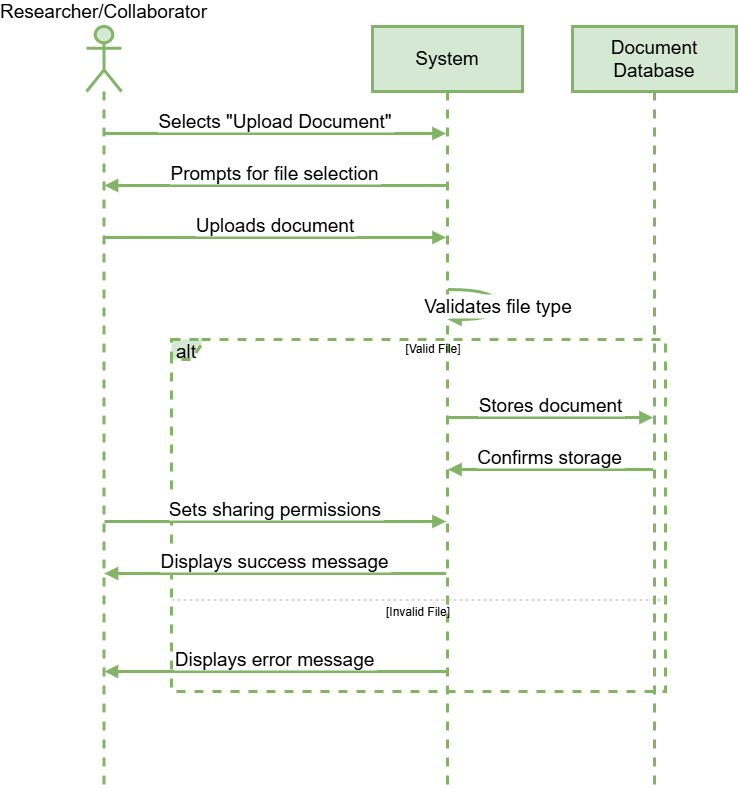 Researcher/Collaborator
System
Document
Database
Selects "Upload Document"
Prompts for file selection
Uploads document
Validates file type
alt
[Valid File]
Stores document
Confirms storage
Sets sharing permissions
Displays success message
[Invalid File]
Displays error message